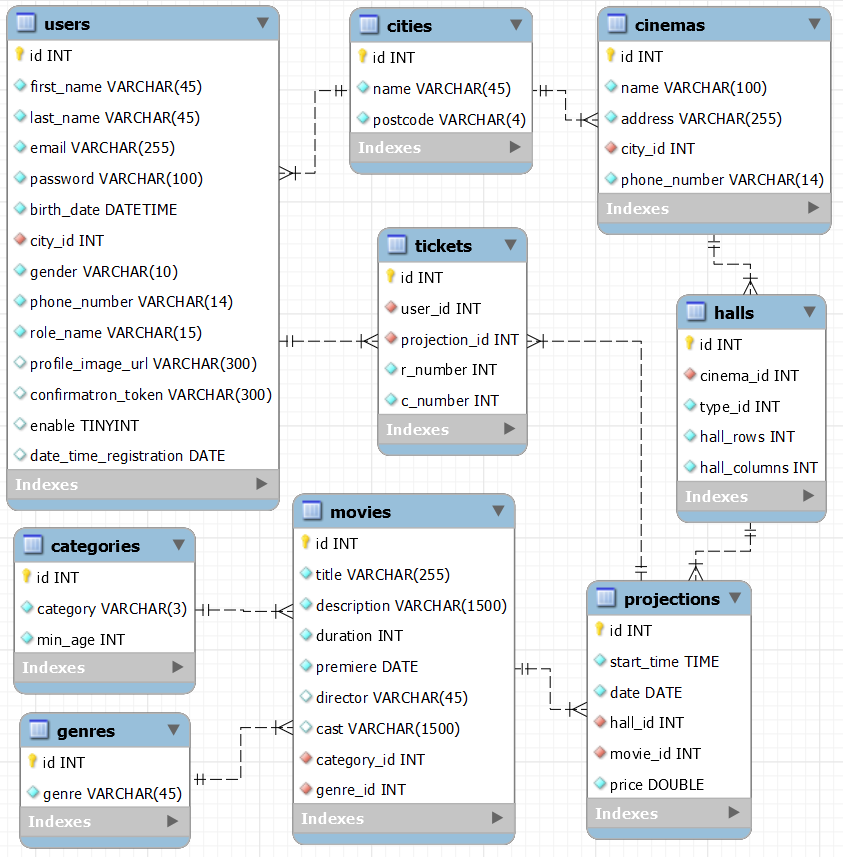 users
id INT
first_name VARCHAR(45)
last_name VARCHAR(45)
email VARCHAR(255)
password VARCHAR(100)
birth_date DATETIME
city_id INT
gender VARCHAR(10)
phone_number VARCHAR(14)
role_name VARCHAR(15)
profile_image_url VARCHAR(300)
confirmatron_token VARCHAR(300)
enable TINYINT
date_time_registration DATE
Indexes
cities
id INT
name VARCHAR(45)
postcode VARCHAR(4)
Indexes
cinemas
id INT
name VARCHAR(100)
address VARCHAR(255)
city_id INT
phone_number VARCHAR(14)
Indexes
tickets
id INT
user_id INT
projection_id INT
r_number INT
c_number INT
Indexes
halls
id INT
cinema_id INT
type_id INT
hall_rows INT
hall_columns INT
Indexes
categories
id INT
category VARCHAR(3)
min_age INT
Indexes
movies
id INT
title VARCHAR(255)
description VARCHAR(1500)
duration INT
premiere DATE
director VARCHAR(45)
cast VARCHAR(1500)
category_id INT
genre_id INT
Indexes
projections
id INT
start_time TIME
date DATE
hall_id INT
movie_id INT
price DOUBLE
Indexes
genres
id INT
genre VARCHAR(45)
Indexes